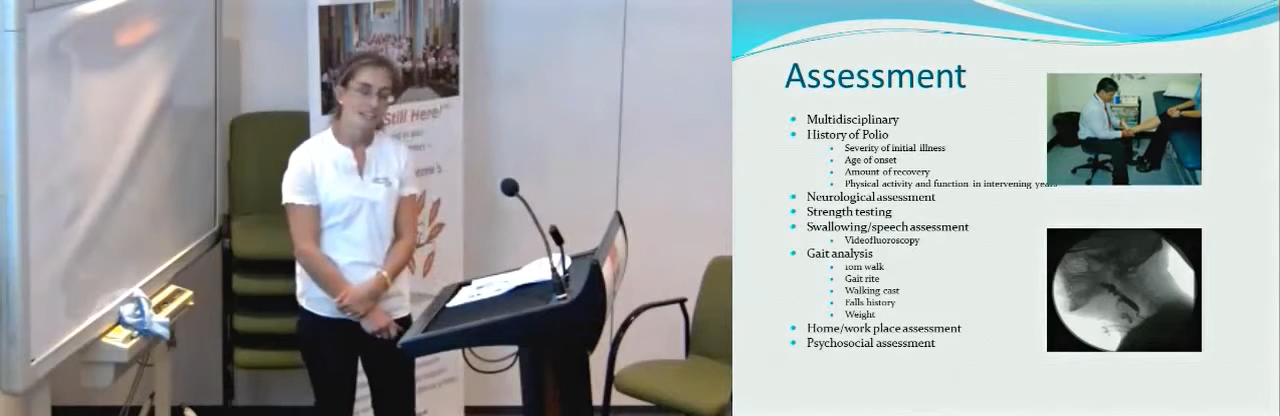 Still Here!
Assessment
Multidisciplinary
History of Polio
Severity of initial illness
Age of onset
Amount of recovery
Physical activity and function in intervening years
Neurological assessment
Strength testing
Swallowing/speech assessment
Videofluoroscopy
Gait analysis
10m walk
Gait rite
Walking cast
Falls history
Weight
Home/work place assessment
Psychosocial assessment